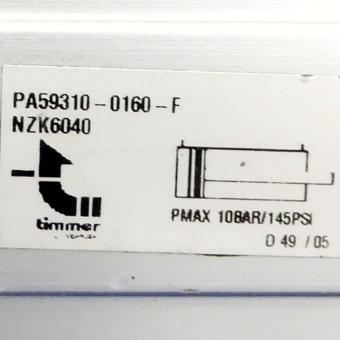 PA59310-0160-F
NZK6040
timmer
PMAX 10BAR/145PSI
D 49 / 05